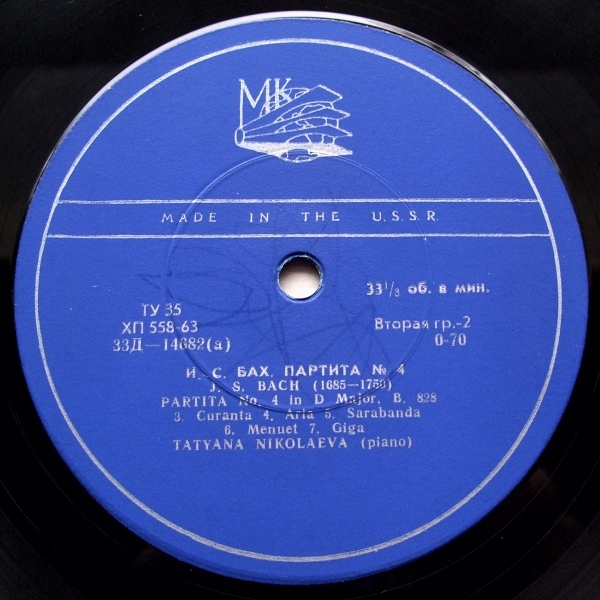 МК
MADE IN THE U.S.S.R.
33 1/3 об. в мин.
ТУ 35
ХП 558-63
33Д—14682(а)
Вторая гр.-2
0-70
И. С. БАХ. ПАРТИТА № 4
J. S. BACH (1685—1750)
PARTITA No. 4 in D Major, B. 828
3. Curanta 4. Aria 5. Sarabanda
6. Menuet 7. Giga
TATYANA NIKOLAEVA (piano)